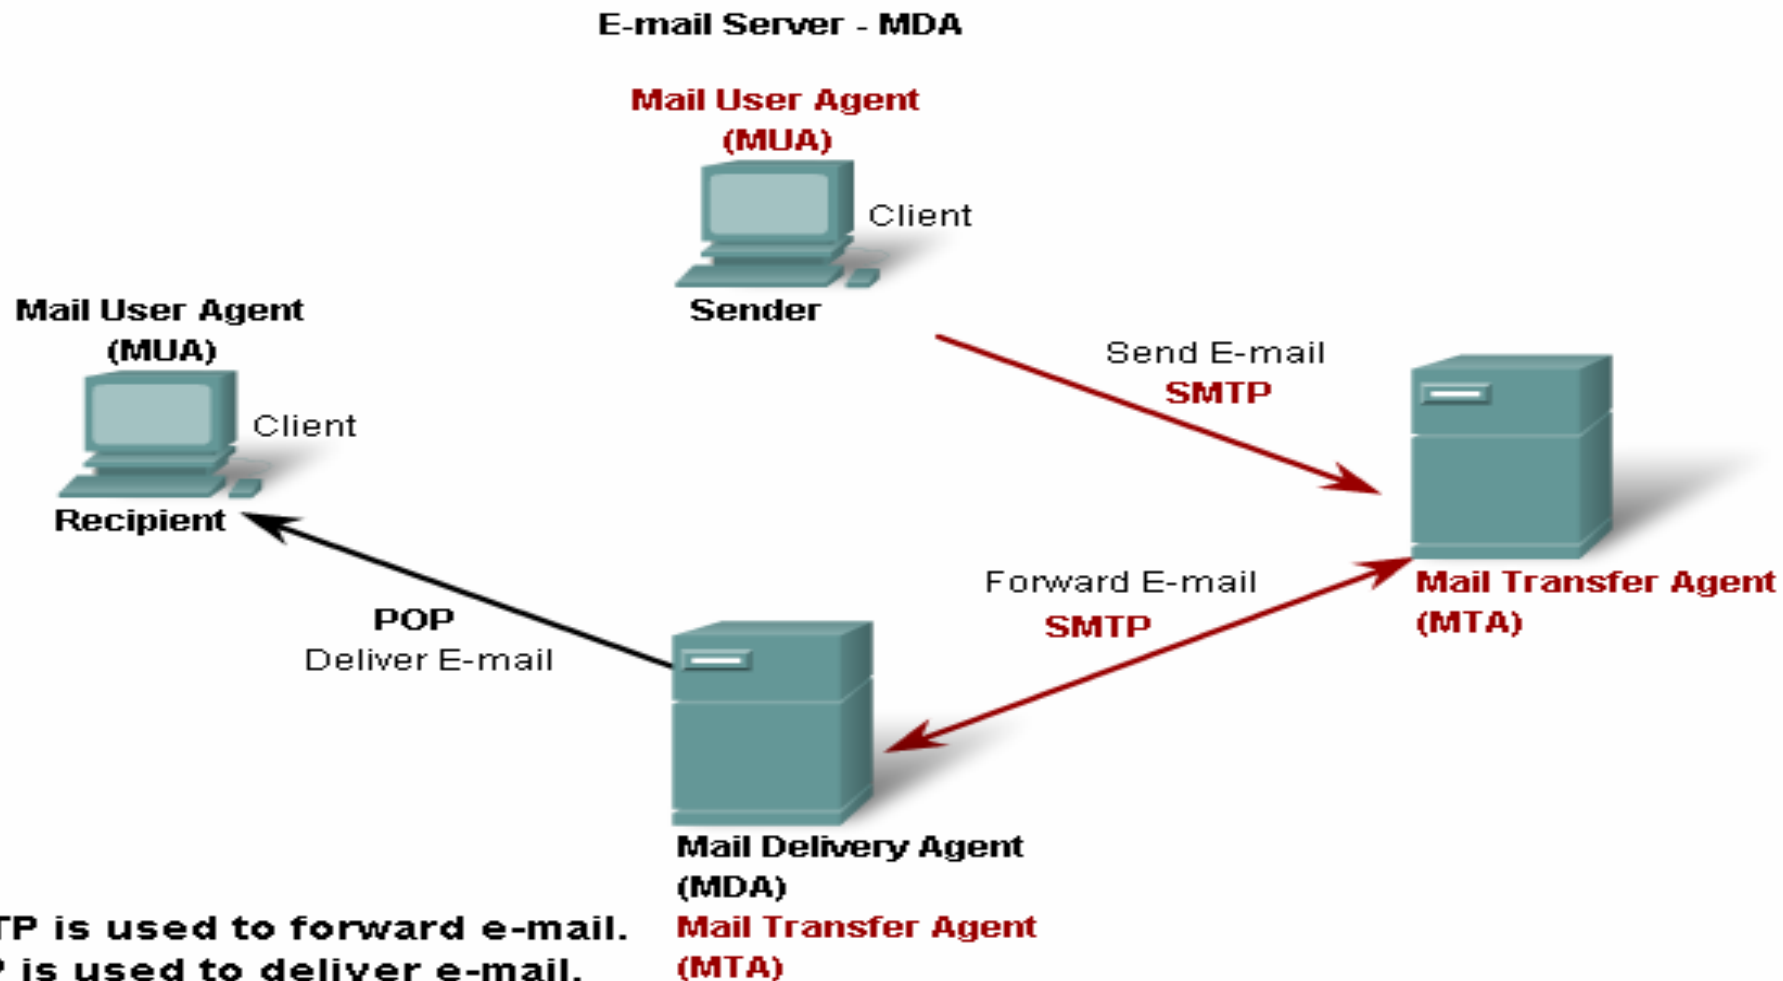 E-mail Server - MDA
Mail User Agent
(MUA)
Client
Sender
Mail User Agent
(MUA)
Client
Recipient
Send E-mail
SMTP
Mail Transfer Agent
(MTA)
Forward E-mail
SMTP
POP
Deliver E-mail
Mail Delivery Agent
(MDA)
Mail Transfer Agent
(MTA)
TP is used to forward e-mail.
P is used to deliver e-mail.